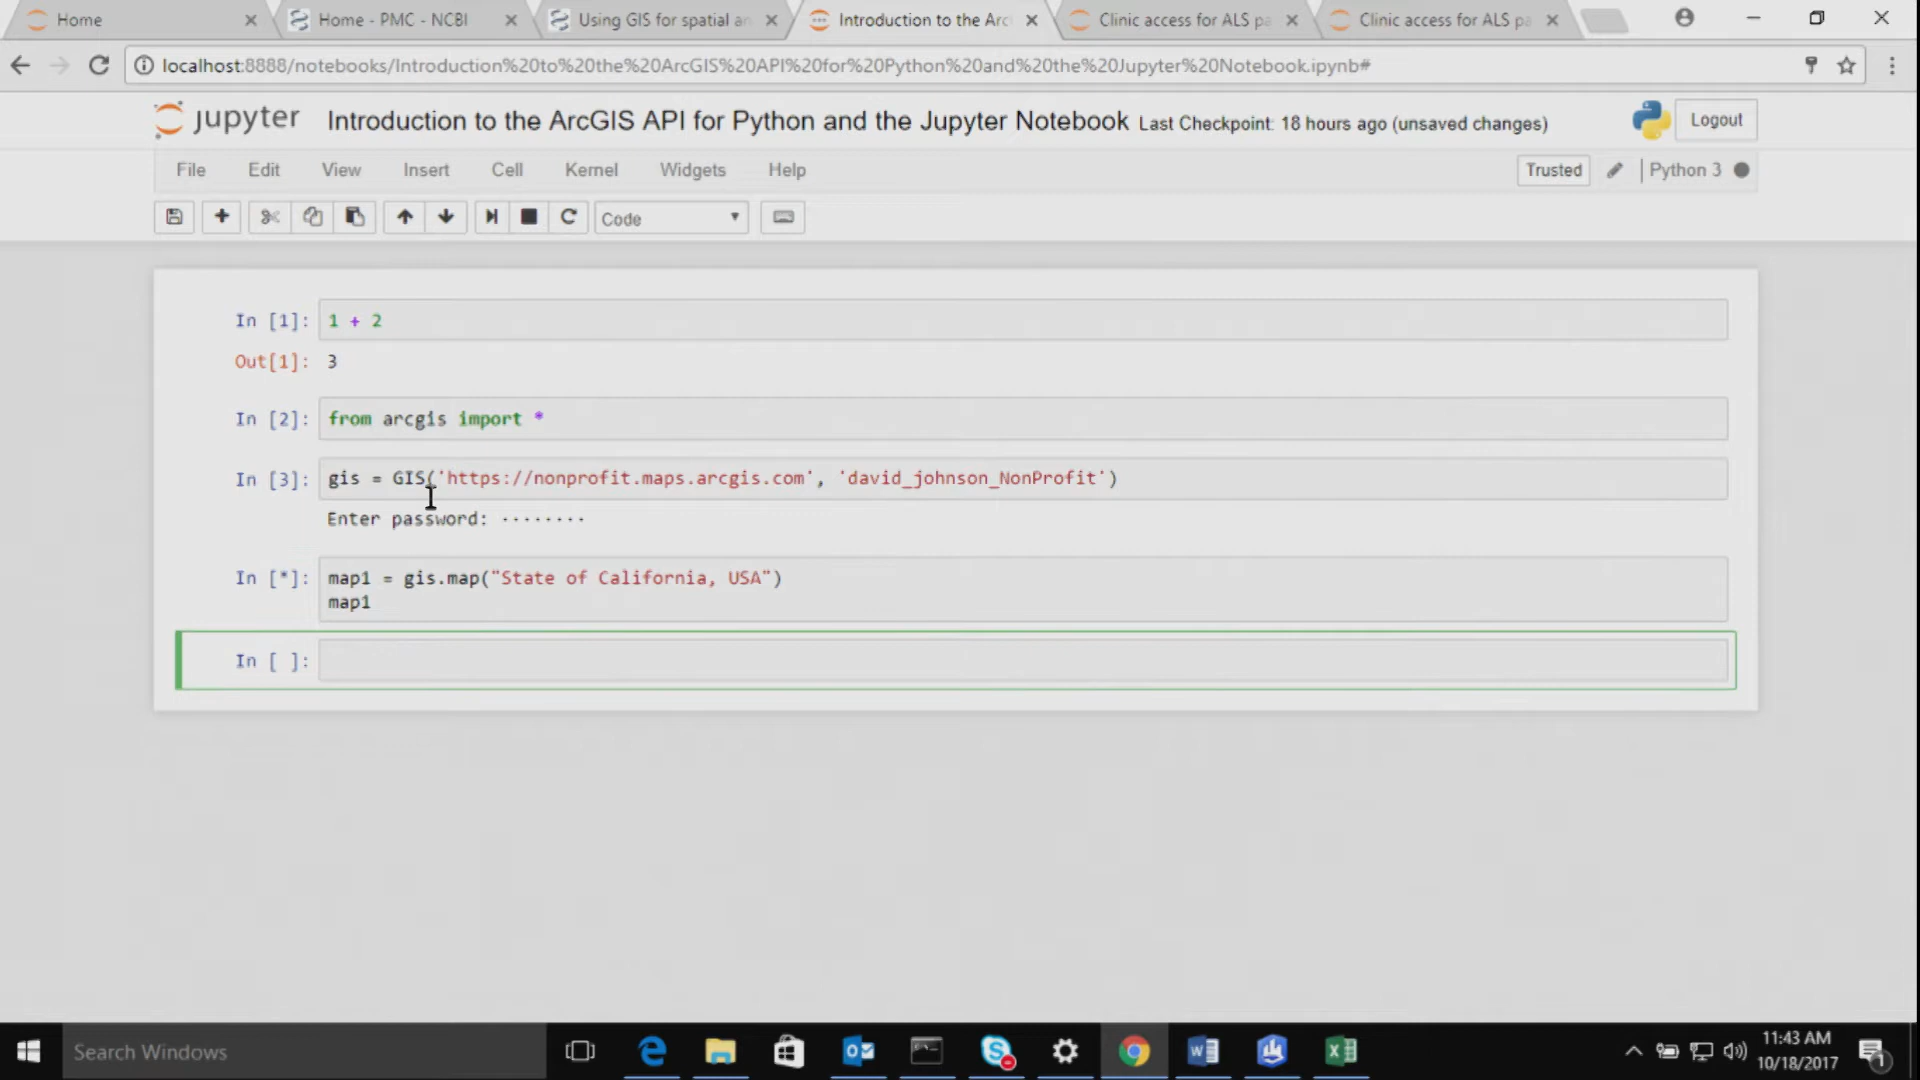 Home
Home - PMC - NCBI
Using GIS for spatial an
Introduction to the Arc
Clinic access for ALS pa
Clinic access for ALS pa
localhost:8888/notebooks/Introduction%20to%20the%20ArcGIS%20API%20for%20Python%20and%20the%20Jupyter%20Notebook.ipynb#
jupyter Introduction to the ArcGIS API for Python and the Jupyter Notebook Last Checkpoint: 18 hours ago (unsaved changes)
Logout
File Edit View Insert Cell Kernel Widgets Help
Trusted
Python 3
Code
In [1]: 1 + 2
Out[1]: 3
In [2]: from arcgis import *
In [3]: gis = GIS('https://nonprofit.maps.arcgis.com', 'david_johnson_NonProfit')
Enter password: ········
In [*]: map1 = gis.map("State of California, USA")
map1
In [ ]:
Search Windows
11:43 AM
10/18/2017
1